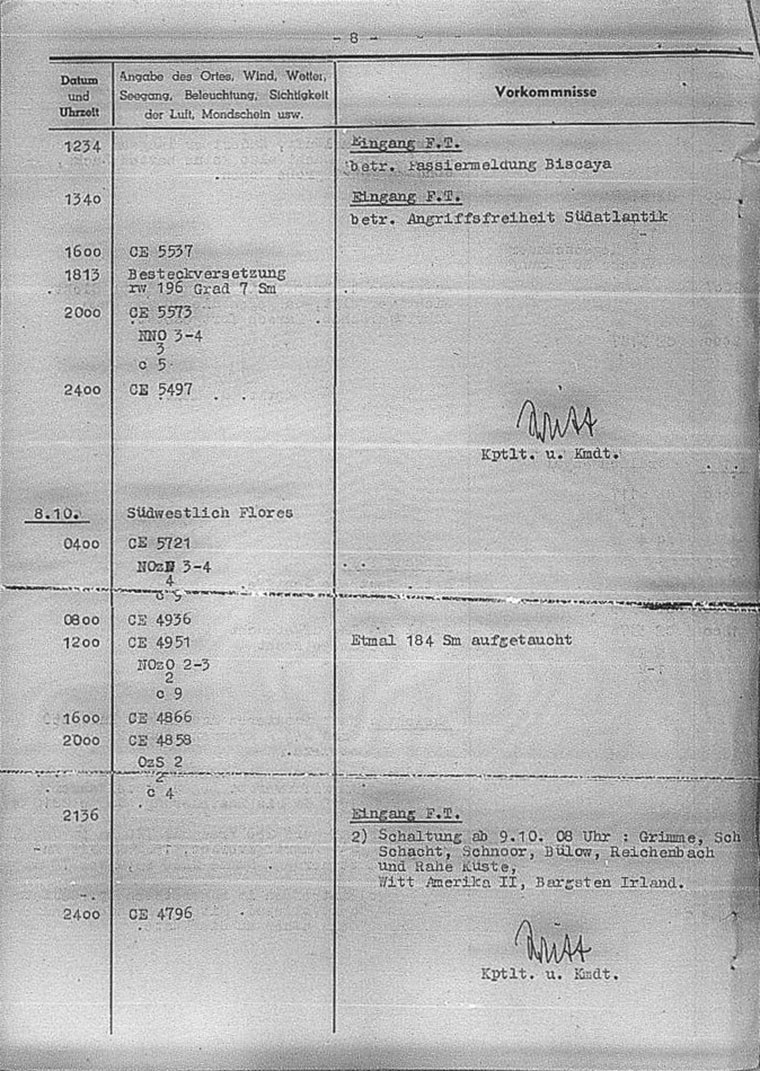 - 8 -
Datum
und
Uhrzeit
Angabe des Ortes, Wind, Wetter,
Seegang, Beleuchtung, Sichtigkeit
der Luft, Mondschein usw.
Vorkommnisse
1234
Eingang F.T.
betr. Passiermeldung Biscaya
1340
Eingang F.T.
betr. Angriffsfreiheit Südatlantik
1600 CE 5537
1813 Besteckversetzung
rw 196 Grad 7 Sm
2000 CE 5573
NNO 3-4
3
c 5
2400 CE 5497
Witt
Kptlt. u. Kmdt.
8.10. Südwestlich Flores
0400 CE 5721
NOzN 3-4
4
c 9
0800 CE 4936
1200 CE 4951 Etmal 184 Sm aufgetaucht
NOzO 2-3
2
c 9
1600 CE 4866
2000 CE 4858
OzS 2
2
c 4
2136 Eingang F.T.
2) Schaltung ab 9.10. 08 Uhr : Grimme, Sch
Schacht, Schnoor, Bülow, Reichenbach
und Rahe Küste,
Witt Amerika II, Bargsten Irland.
2400 CE 4796
Witt
Kptlt. u. Kmdt.